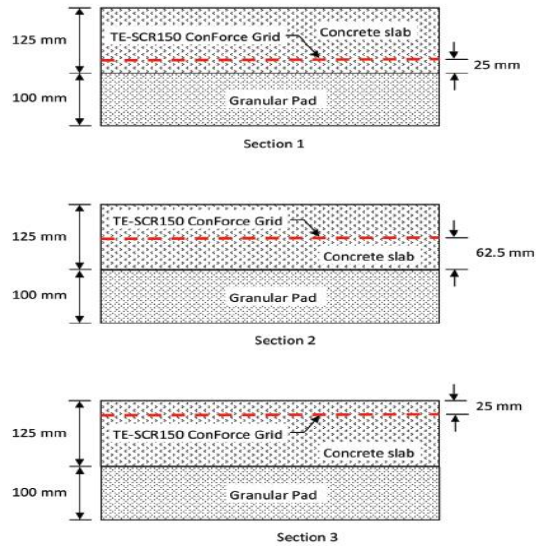 125 mm
TE-SCR150 ConForce Grid
Concrete slab
25 mm
100 mm
Granular Pad
Section 1
125 mm
TE-SCR150 ConForce Grid
Concrete slab
62.5 mm
100 mm
Granular Pad
Section 2
25 mm
125 mm
TE-SCR150 ConForce Grid
Concrete slab
100 mm
Granular Pad
Section 3